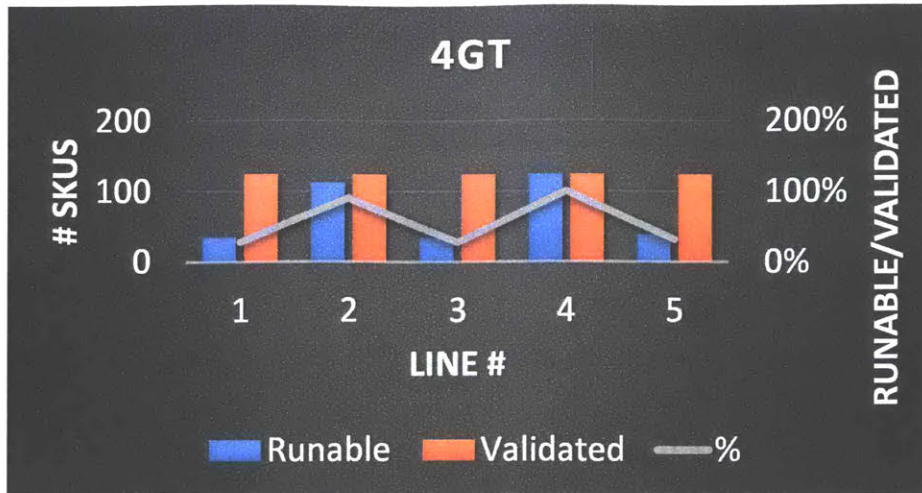 4GT
# SKUS
200
100
0
200%
100%
0%
RUNABLE/VALIDATED
1 2 3 4 5
LINE #
Runable Validated %